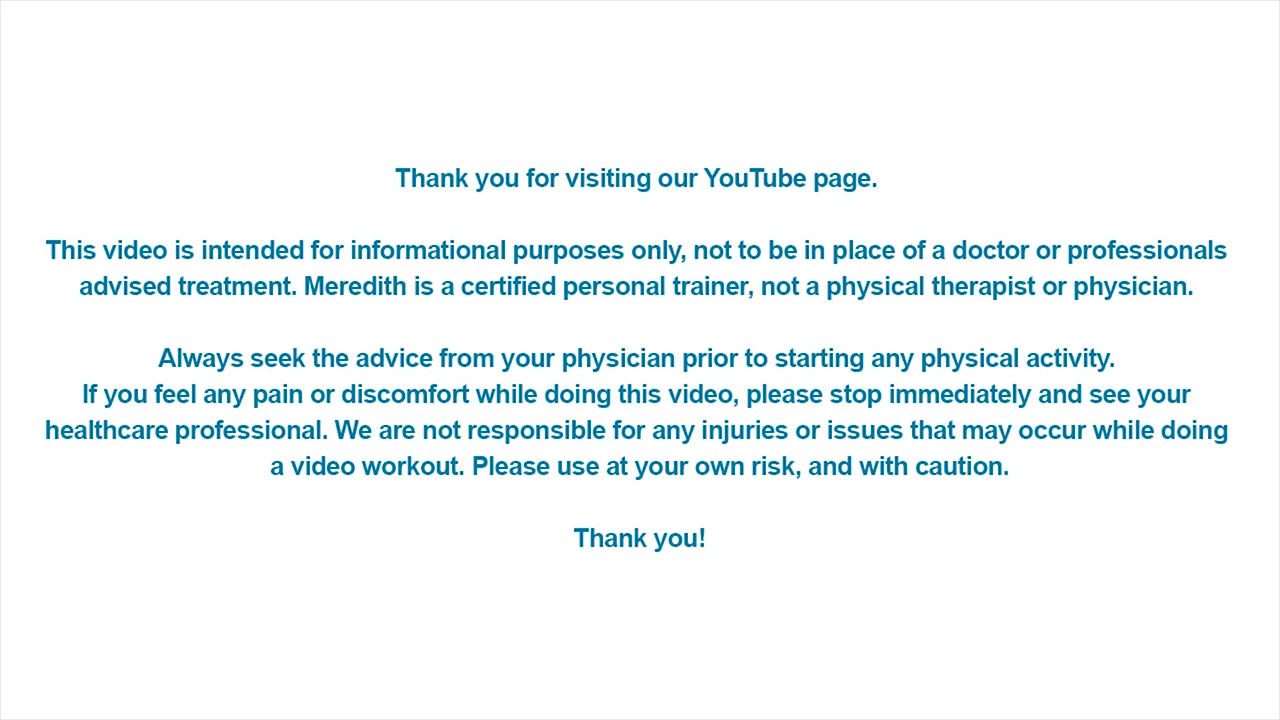 Thank you for visiting our YouTube page.
This video is intended for informational purposes only, not to be in place of a doctor or professionals
advised treatment. Meredith is a certified personal trainer, not a physical therapist or physician.
Always seek the advice from your physician prior to starting any physical activity.
If you feel any pain or discomfort while doing this video, please stop immediately and see your
healthcare professional. We are not responsible for any injuries or issues that may occur while doing
a video workout. Please use at your own risk, and with caution.
Thank you!